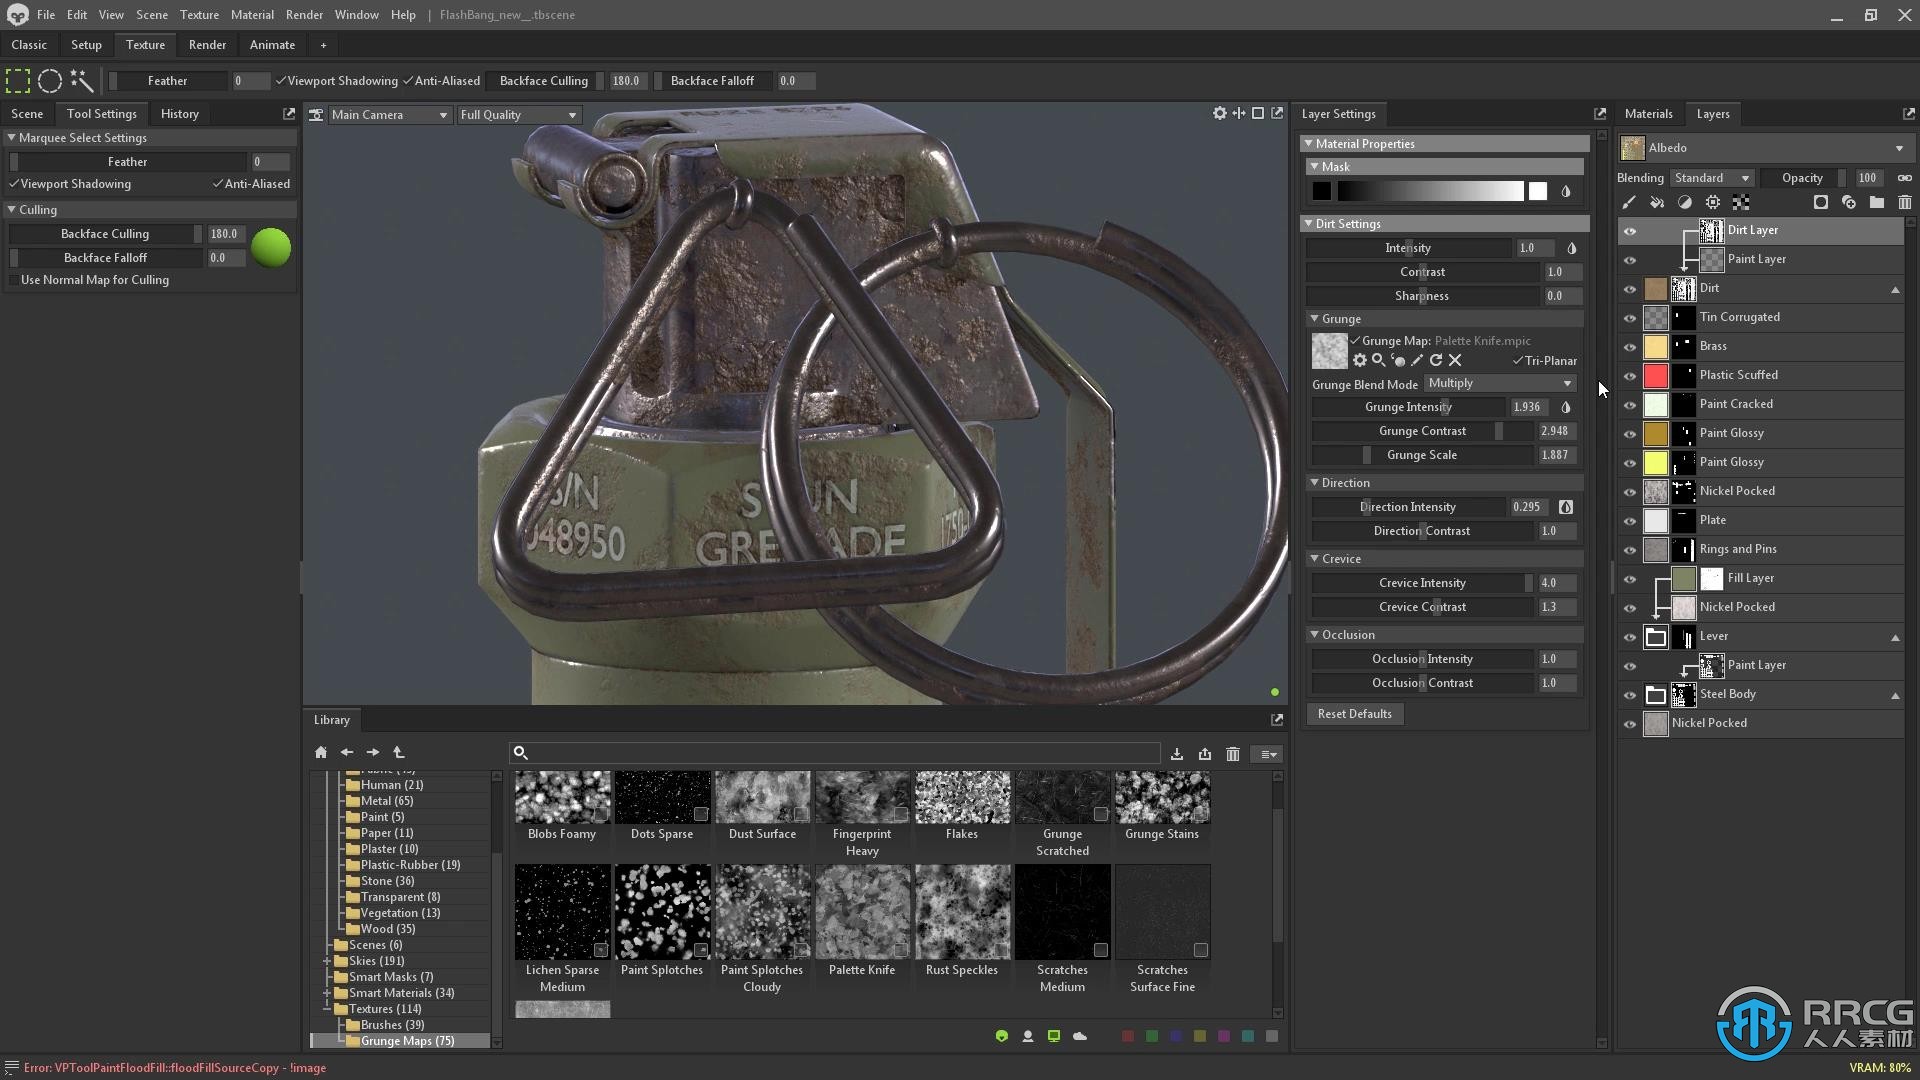 File Edit View Scene Texture Material Render Window Help | FlashBang_new__.tbscene
Classic Setup Texture Render Animate +
Feather 0 Viewport Shadowing Anti-Aliased Backface Culling 180.0 Backface Falloff 0.0
Scene Tool Settings History
Marquee Select Settings
Feather 0
Viewport Shadowing Anti-Aliased
Culling
Backface Culling 180.0
Backface Falloff 0.0
Use Normal Map for Culling
Main Camera Full Quality
S/N
048950
GRE ADE
Layer Settings
Material Properties
Mask
Dirt Settings
Intensity 1.0
Contrast 1.0
Sharpness 0.0
Grunge
Grunge Map: Palette Knife.mpic
Tri-Planar
Grunge Blend Mode Multiply
Grunge Intensity 1.936
Grunge Contrast 2.948
Grunge Scale 1.887
Direction
Direction Intensity 0.295
Direction Contrast 1.0
Crevice
Crevice Intensity 4.0
Crevice Contrast 1.3
Occlusion
Occlusion Intensity 1.0
Occlusion Contrast 1.0
Reset Defaults
Materials Layers
Albedo
Blending Standard Opacity 100
Dirt Layer
Paint Layer
Dirt
Tin Corrugated
Brass
Plastic Scuffed
Paint Cracked
Paint Glossy
Paint Glossy
Nickel Pocked
Plate
Rings and Pins
Fill Layer
Nickel Pocked
Lever
Paint Layer
Steel Body
Nickel Pocked
Library
Human (21)
Metal (65)
Paint (5)
Paper (11)
Plaster (10)
Plastic-Rubber (19)
Stone (36)
Transparent (8)
Vegetation (13)
Wood (35)
Scenes (6)
Skies (191)
Smart Masks (7)
Smart Materials (34)
Textures (114)
Brushes (39)
Grunge Maps (75)
Blobs Foamy
Dots Sparse
Dust Surface
Fingerprint Heavy
Flakes
Grunge Scratched
Grunge Stains
Lichen Sparse Medium
Paint Splotches
Paint Splotches Cloudy
Palette Knife
Rust Speckles
Scratches Medium
Scratches Surface Fine
RRCG
人人素材
Error: VPToolPaintFloodFill::floodFillSourceCopy - !image
VRAM: 80%